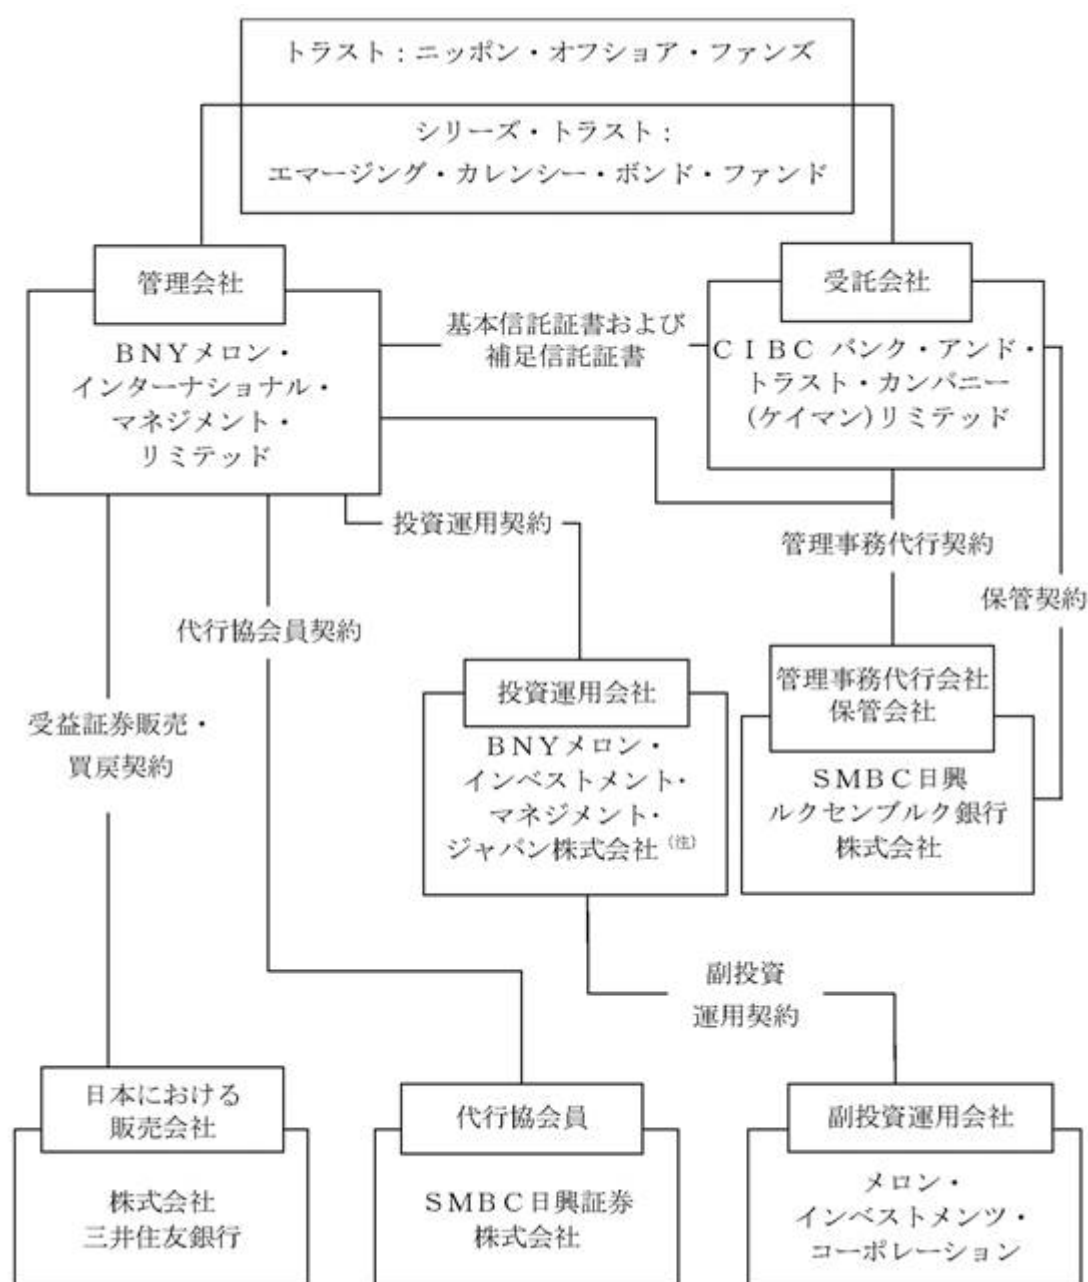 トラスト：ニッポン・オフショア・ファンズ
シリーズ・トラスト：
エマージング・カレンシー・ボンド・ファンド
管理会社
ＢＮＹメロン・
インターナショナル・
マネジメント・
リミテッド
基本信託証書および
補足信託証書
受託会社
ＣＩＢＣ バンク・アンド・
トラスト・カンパニー
(ケイマン)リミテッド
投資運用契約
管理事務代行契約
保管契約
代行協会員契約
受益証券販売・
買戻契約
投資運用会社
ＢＮＹメロン・
インベストメント・
マネジメント・
ジャパン株式会社（注）
管理事務代行会社
保管会社
ＳＭＢＣ日興
ルクセンブルク銀行
株式会社
副投資
運用契約
日本における
販売会社
株式会社
三井住友銀行
代行協会員
ＳＭＢＣ日興証券
株式会社
副投資運用会社
メロン・
インベストメンツ・
コーポレーション